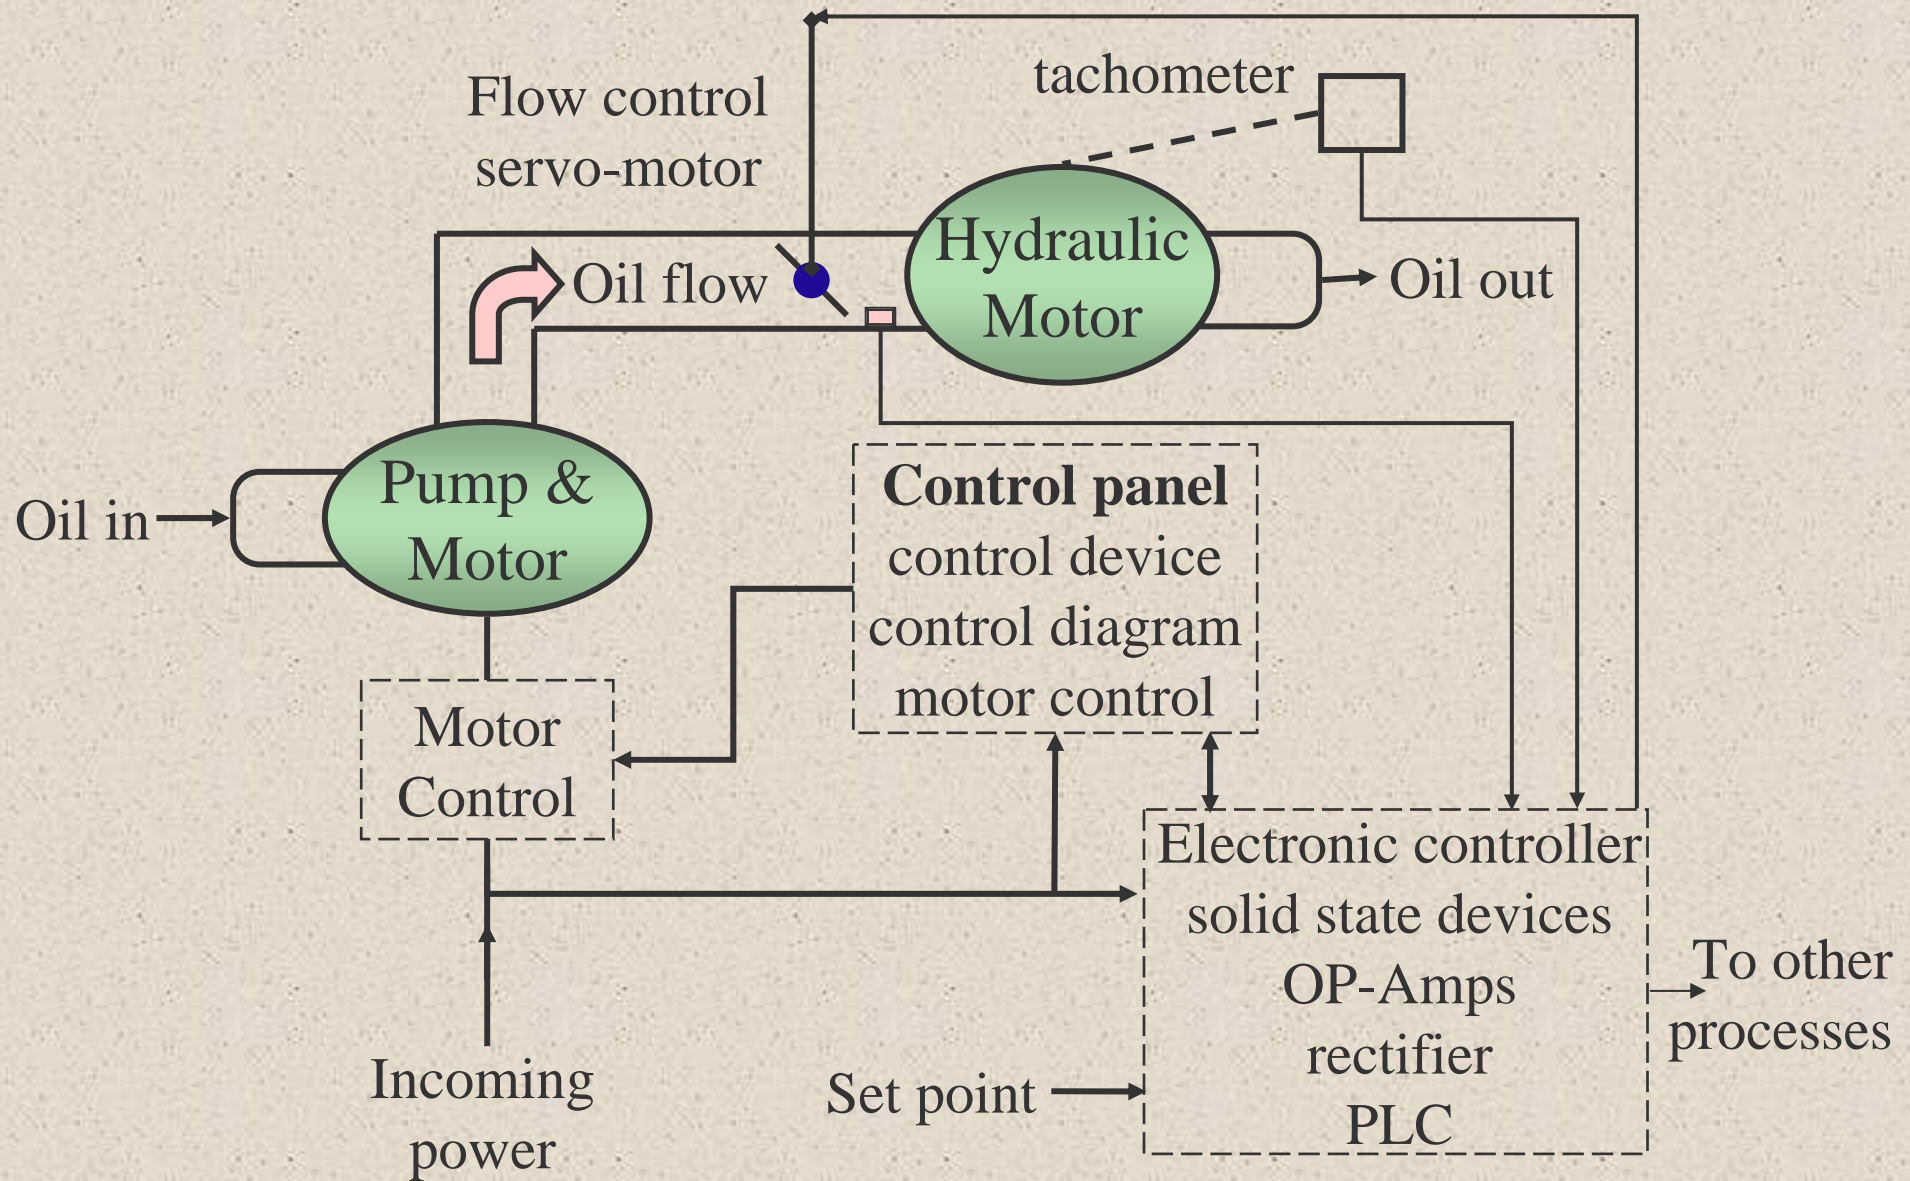 tachometer
Flow control
servo-motor
Hydraulic
Motor
Oil flow
Oil out
Pump &
Motor
Oil in
Control panel
control device
control diagram
motor control
Motor
Control
Electronic controller
solid state devices
OP-Amps
rectifier
PLC
To other
processes
Set point
Incoming
power